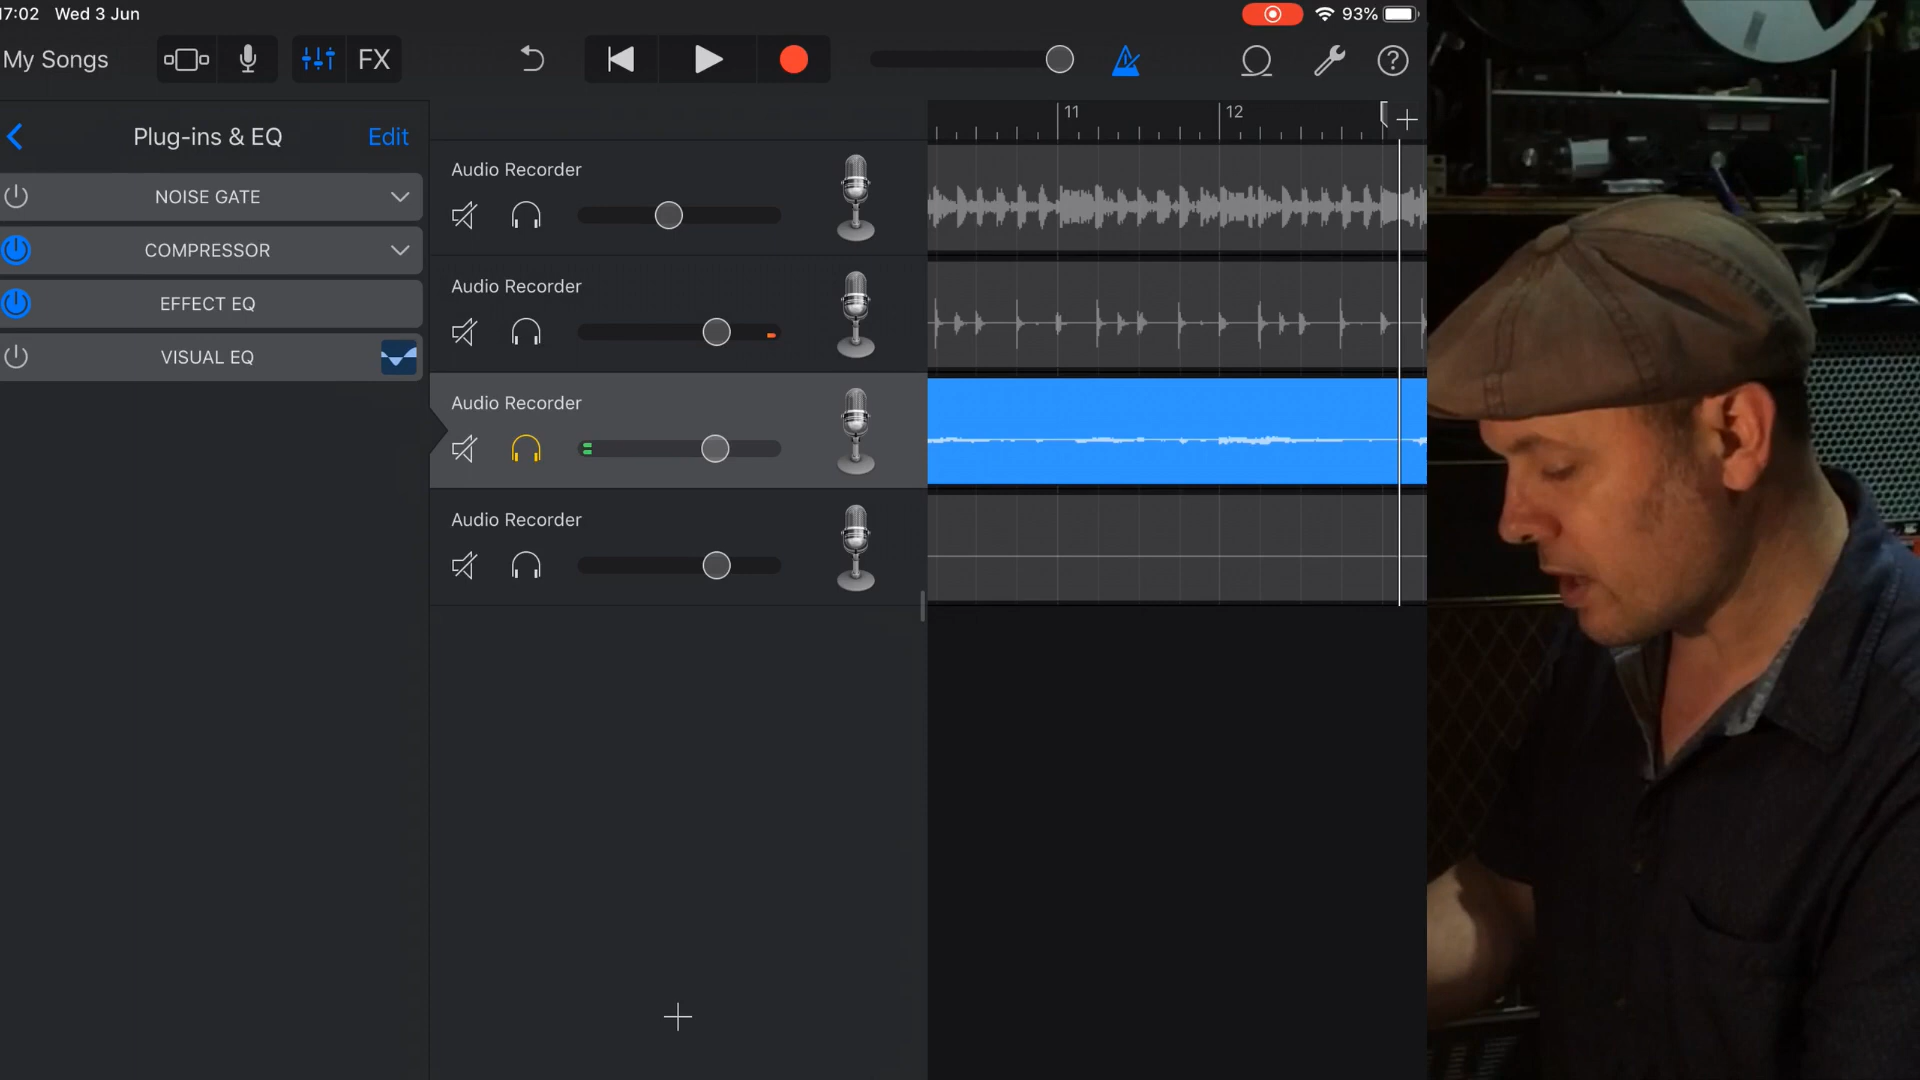 17:02 Wed 3 Jun
93%
My Songs
FX
?
Plug-ins & EQ
Edit
11
12
NOISE GATE
COMPRESSOR
EFFECT EQ
VISUAL EQ
Audio Recorder
Audio Recorder
Audio Recorder
Audio Recorder